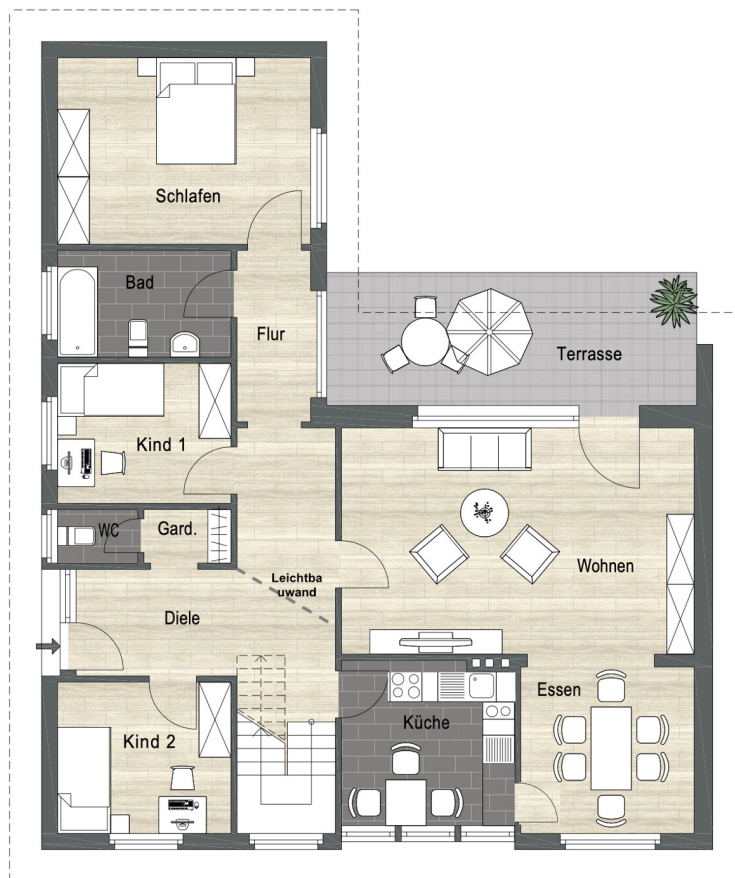 Schlafen
Bad
Flur
Terrasse
Kind 1
WC
Gard.
Wohnen
Leichtba
uwand
Diele
Essen
Küche
Kind 2